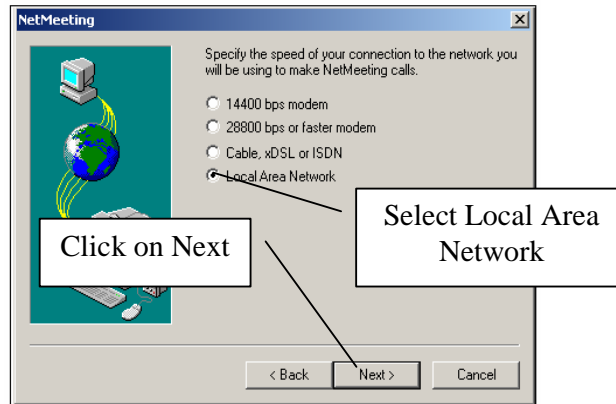 NetMeeting
Specify the speed of your connection to the network you
will be using to make NetMeeting calls.
14400 bps modem
28800 bps or faster modem
Cable, xDSL or ISDN
Local Area Network
Select Local Area
Network
Click on Next
< Back
Next >
Cancel